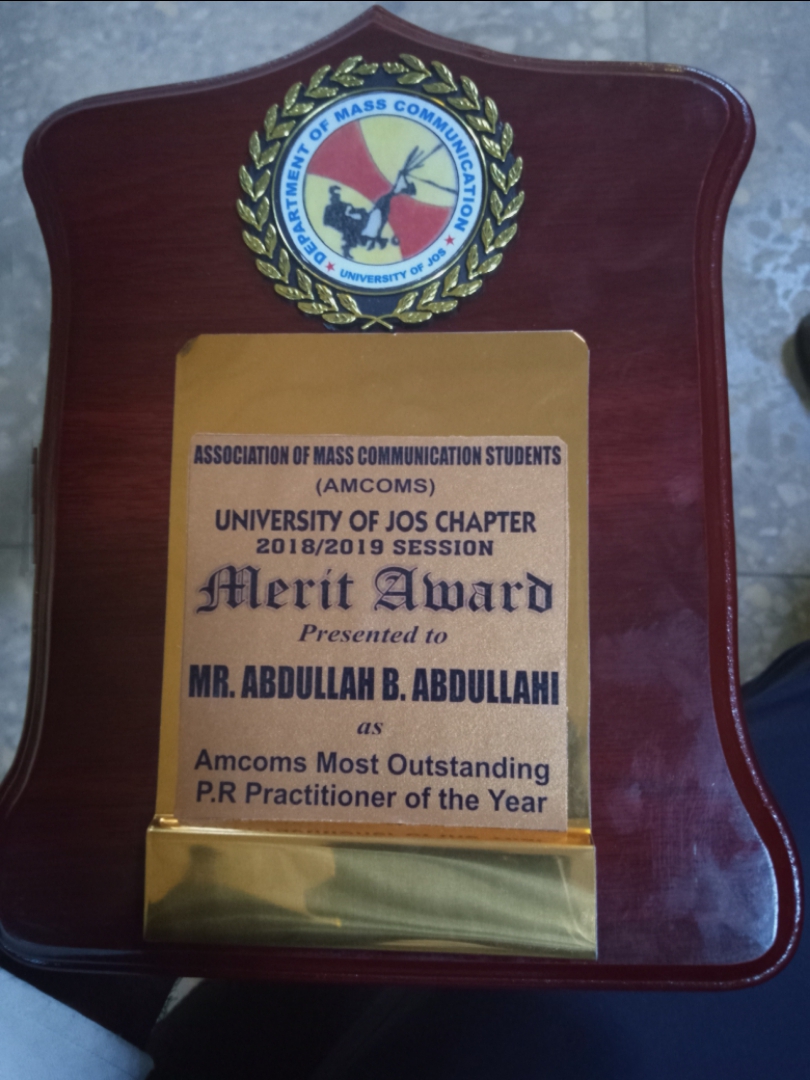 DEPARTMENT OF MASS COMMUNICATION
UNIVERSITY OF JOS
ASSOCIATION OF MASS COMMUNICATION STUDENTS
(AMCOMS)
UNIVERSITY OF JOS CHAPTER
2018/2019 SESSION
Merit Award
Presented to
MR. ABDULLAH B. ABDULLAHI
as
Amcoms Most Outstanding
P.R Practitioner of the Year